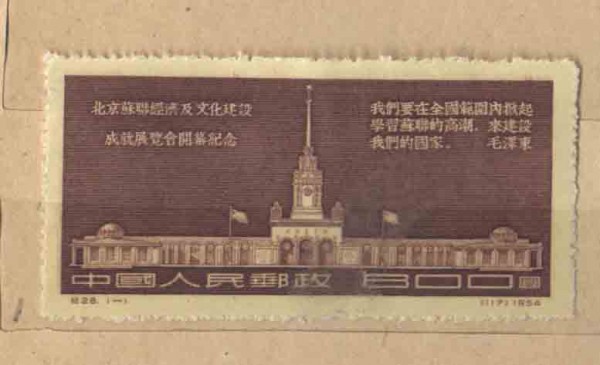 北京蘇聯經濟及文化建設
成就展覽會開幕紀念
我們要在全國範圍內掀起
學習蘇聯的高潮，來建設
我們的國家。 毛澤東
中國人民郵政 800圓
紀28.(一)
(117) 1954